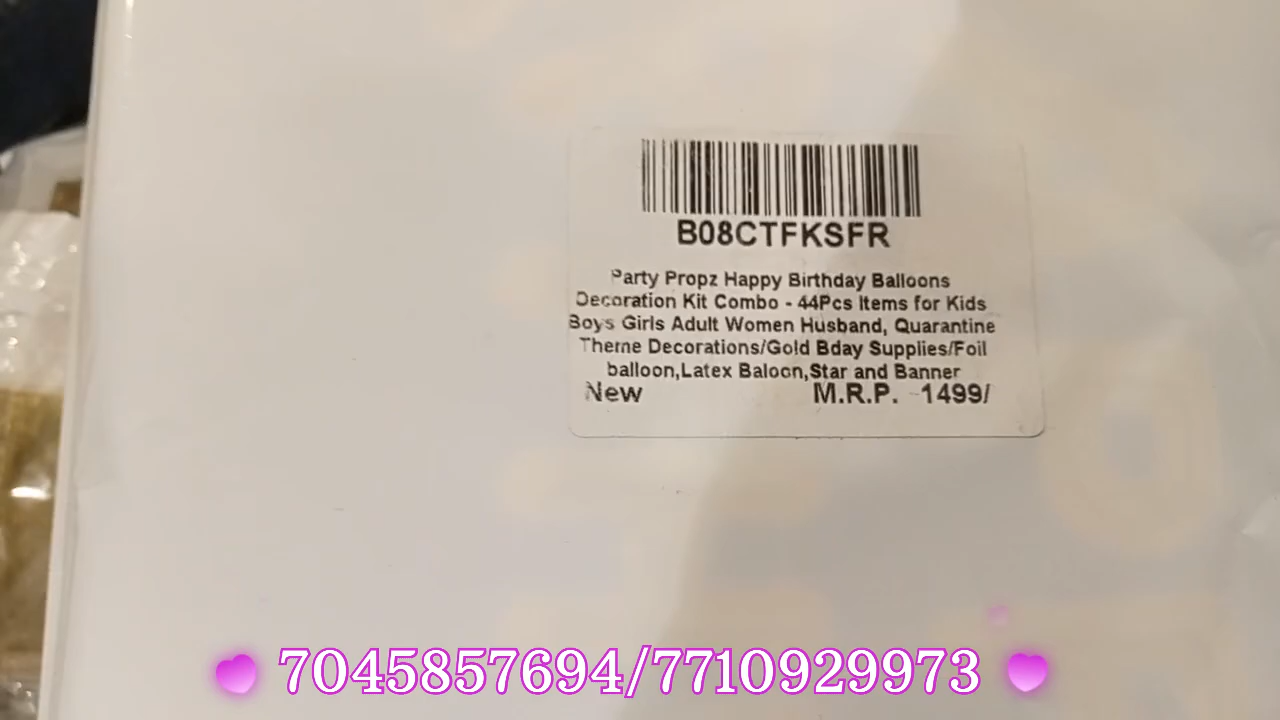 B08CTFKSFR
Party Propz Happy Birthday Balloons
Decoration Kit Combo - 44Pcs Items for Kids
Boys Girls Adult Women Husband, Quarantine
Theme Decorations/Gold Bday Supplies/Foil
balloon,Latex Baloon,Star and Banner
New M.R.P. -1499/
7045857694/7710929973